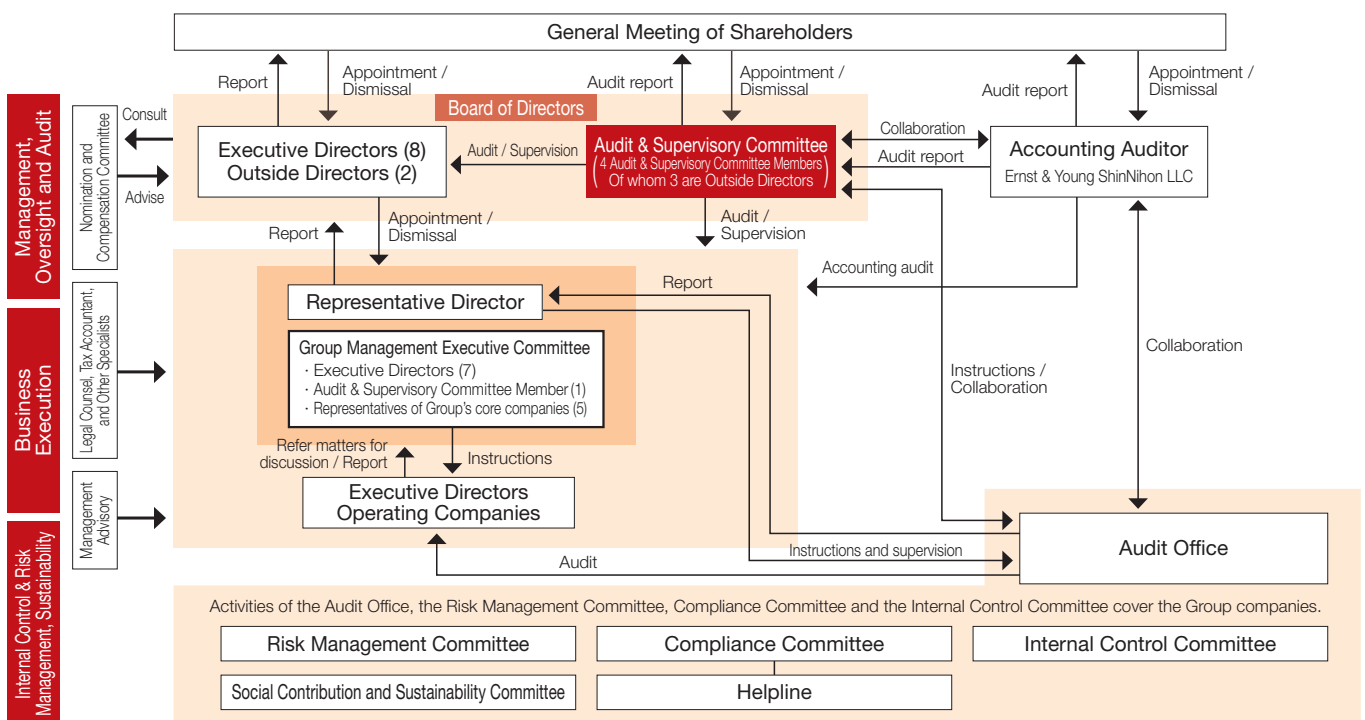 General Meeting of Shareholders
Report
Appointment /
Dismissal
Audit report
Appointment /
Dismissal
Audit report
Appointment /
Dismissal
Management,
Oversight and Audit
Nomination and
Compensation Committee
Consult
Advise
Board of Directors
Executive Directors (8)
Outside Directors (2)
Audit / Supervision
Audit & Supervisory Committee
(4 Audit & Supervisory Committee Members
Of whom 3 are Outside Directors)
Collaboration
Audit report
Accounting Auditor
Ernst & Young ShinNihon LLC
Report
Appointment /
Dismissal
Audit /
Supervision
Accounting audit
Business
Execution
Legal Counsel, Tax Accountant,
and Other Specialists
Representative Director
Report
Group Management Executive Committee
· Executive Directors (7)
· Audit & Supervisory Committee Member (1)
· Representatives of Group's core companies (5)
Instructions /
Collaboration
Collaboration
Refer matters for
discussion / Report
Instructions
Management
Advisory
Executive Directors
Operating Companies
Audit
Instructions and supervision
Audit Office
Internal Control & Risk
Management, Sustainability
Activities of the Audit Office, the Risk Management Committee, Compliance Committee and the Internal Control Committee cover the Group companies.
Risk Management Committee
Compliance Committee
Internal Control Committee
Social Contribution and Sustainability Committee
Helpline